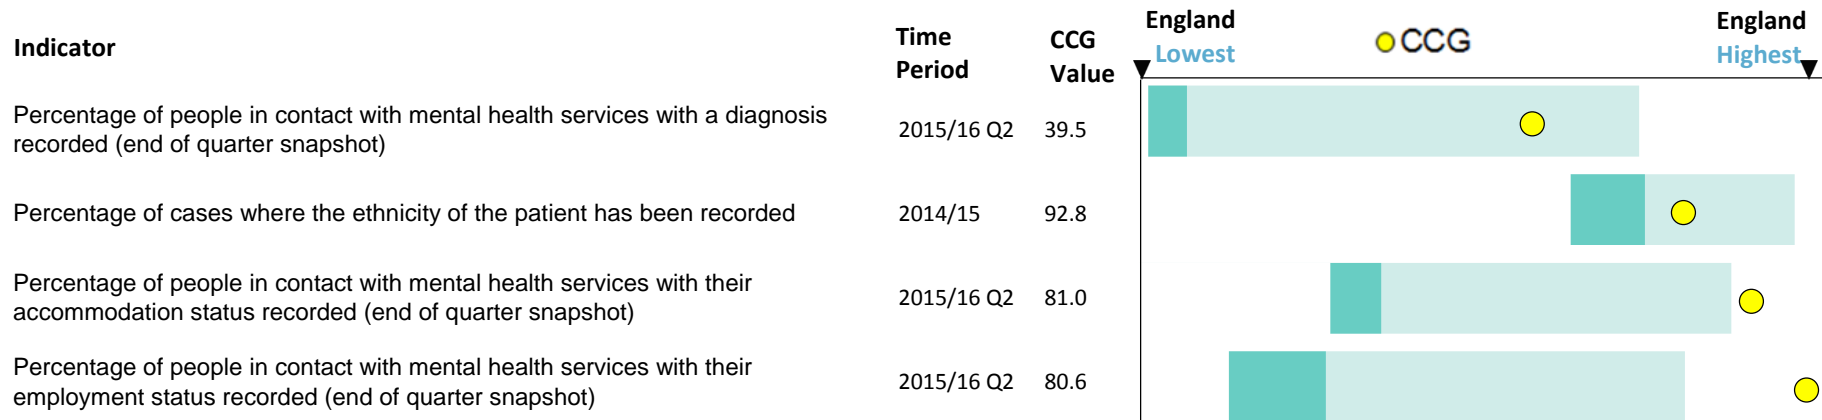 Indicator
Time
Period
CCG
Value
England
Lowest
CCG
England
Highest
Percentage of people in contact with mental health services with a diagnosis
recorded (end of quarter snapshot)
2015/16 Q2
39.5
Percentage of cases where the ethnicity of the patient has been recorded
2014/15
92.8
Percentage of people in contact with mental health services with their
accommodation status recorded (end of quarter snapshot)
2015/16 Q2
81.0
Percentage of people in contact with mental health services with their
employment status recorded (end of quarter snapshot)
2015/16 Q2
80.6